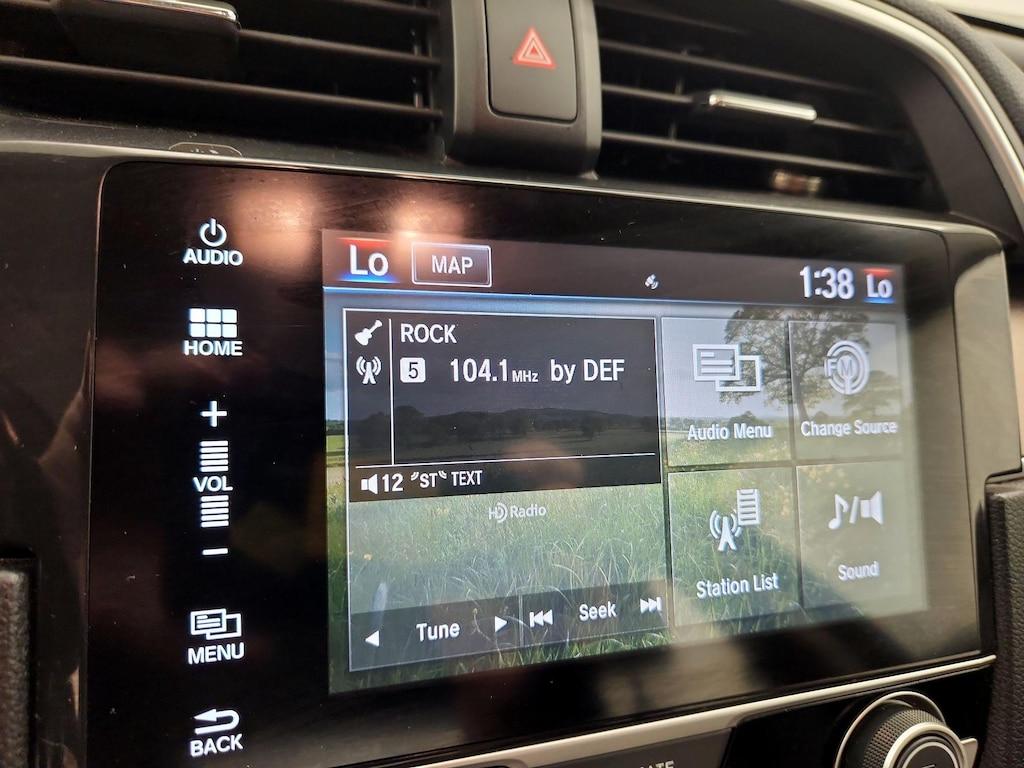 AUDIO
HOME
+
VOL
−
MENU
BACK
Lo MAP 1:38 Lo
ROCK
5 104.1MHz by DEF
12 ST TEXT
HD Radio
Tune Seek
Audio Menu
FM
Change Source
Station List
Sound